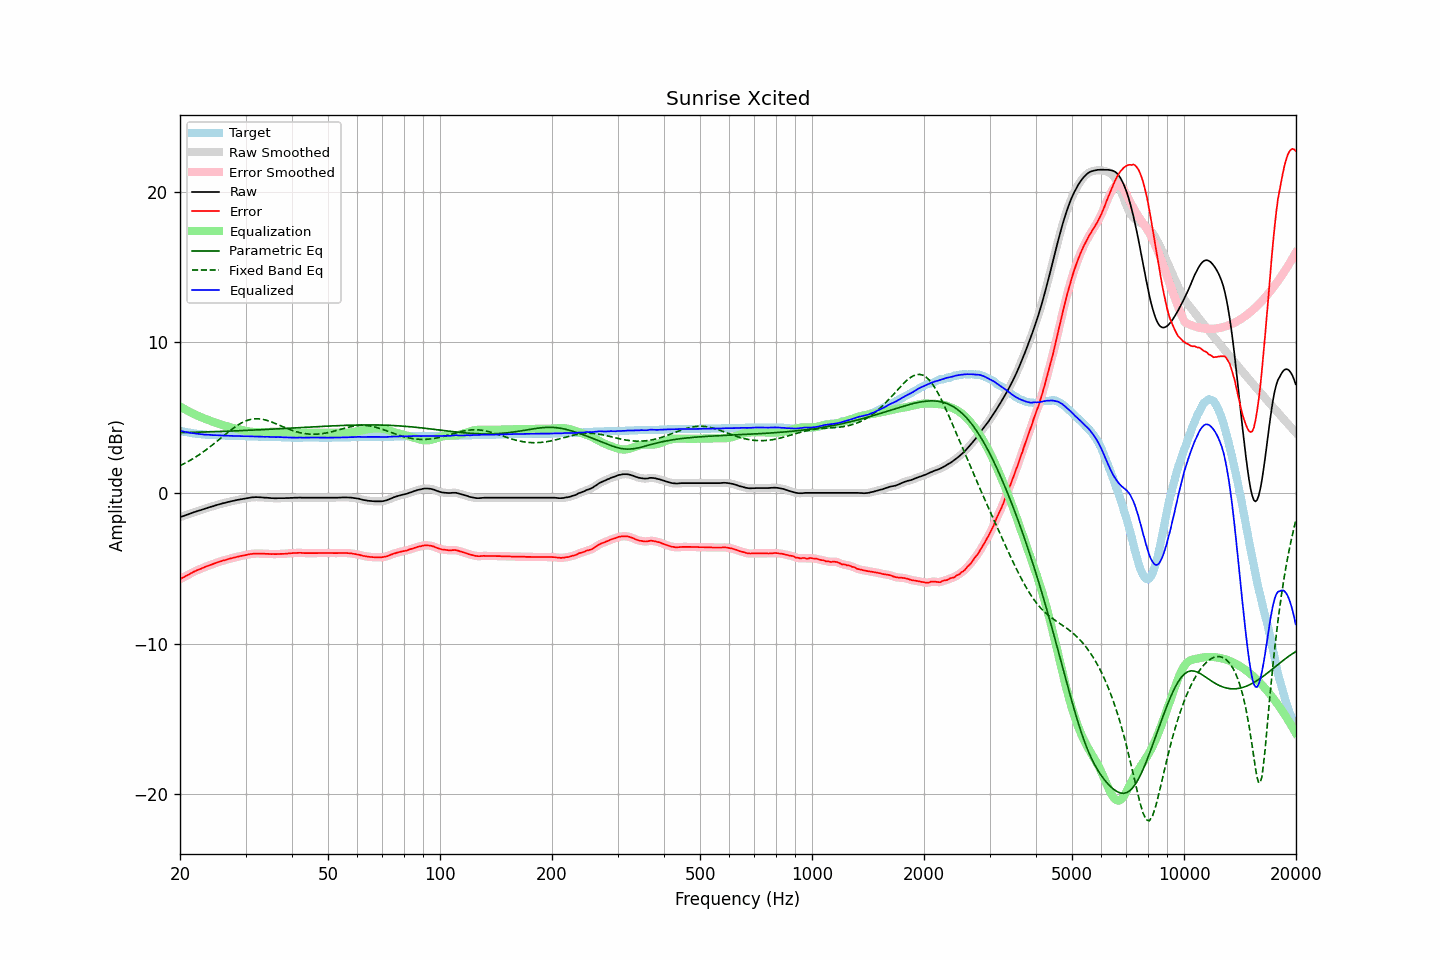 Sunrise Xcited
Target
Raw Smoothed
Error Smoothed
Raw
Error
Equalization
Parametric Eq
Fixed Band Eq
Equalized
Amplitude (dBr)
20
10
0
−10
−20
20 50 100 200 500 1000 2000 5000 10000 20000
Frequency (Hz)